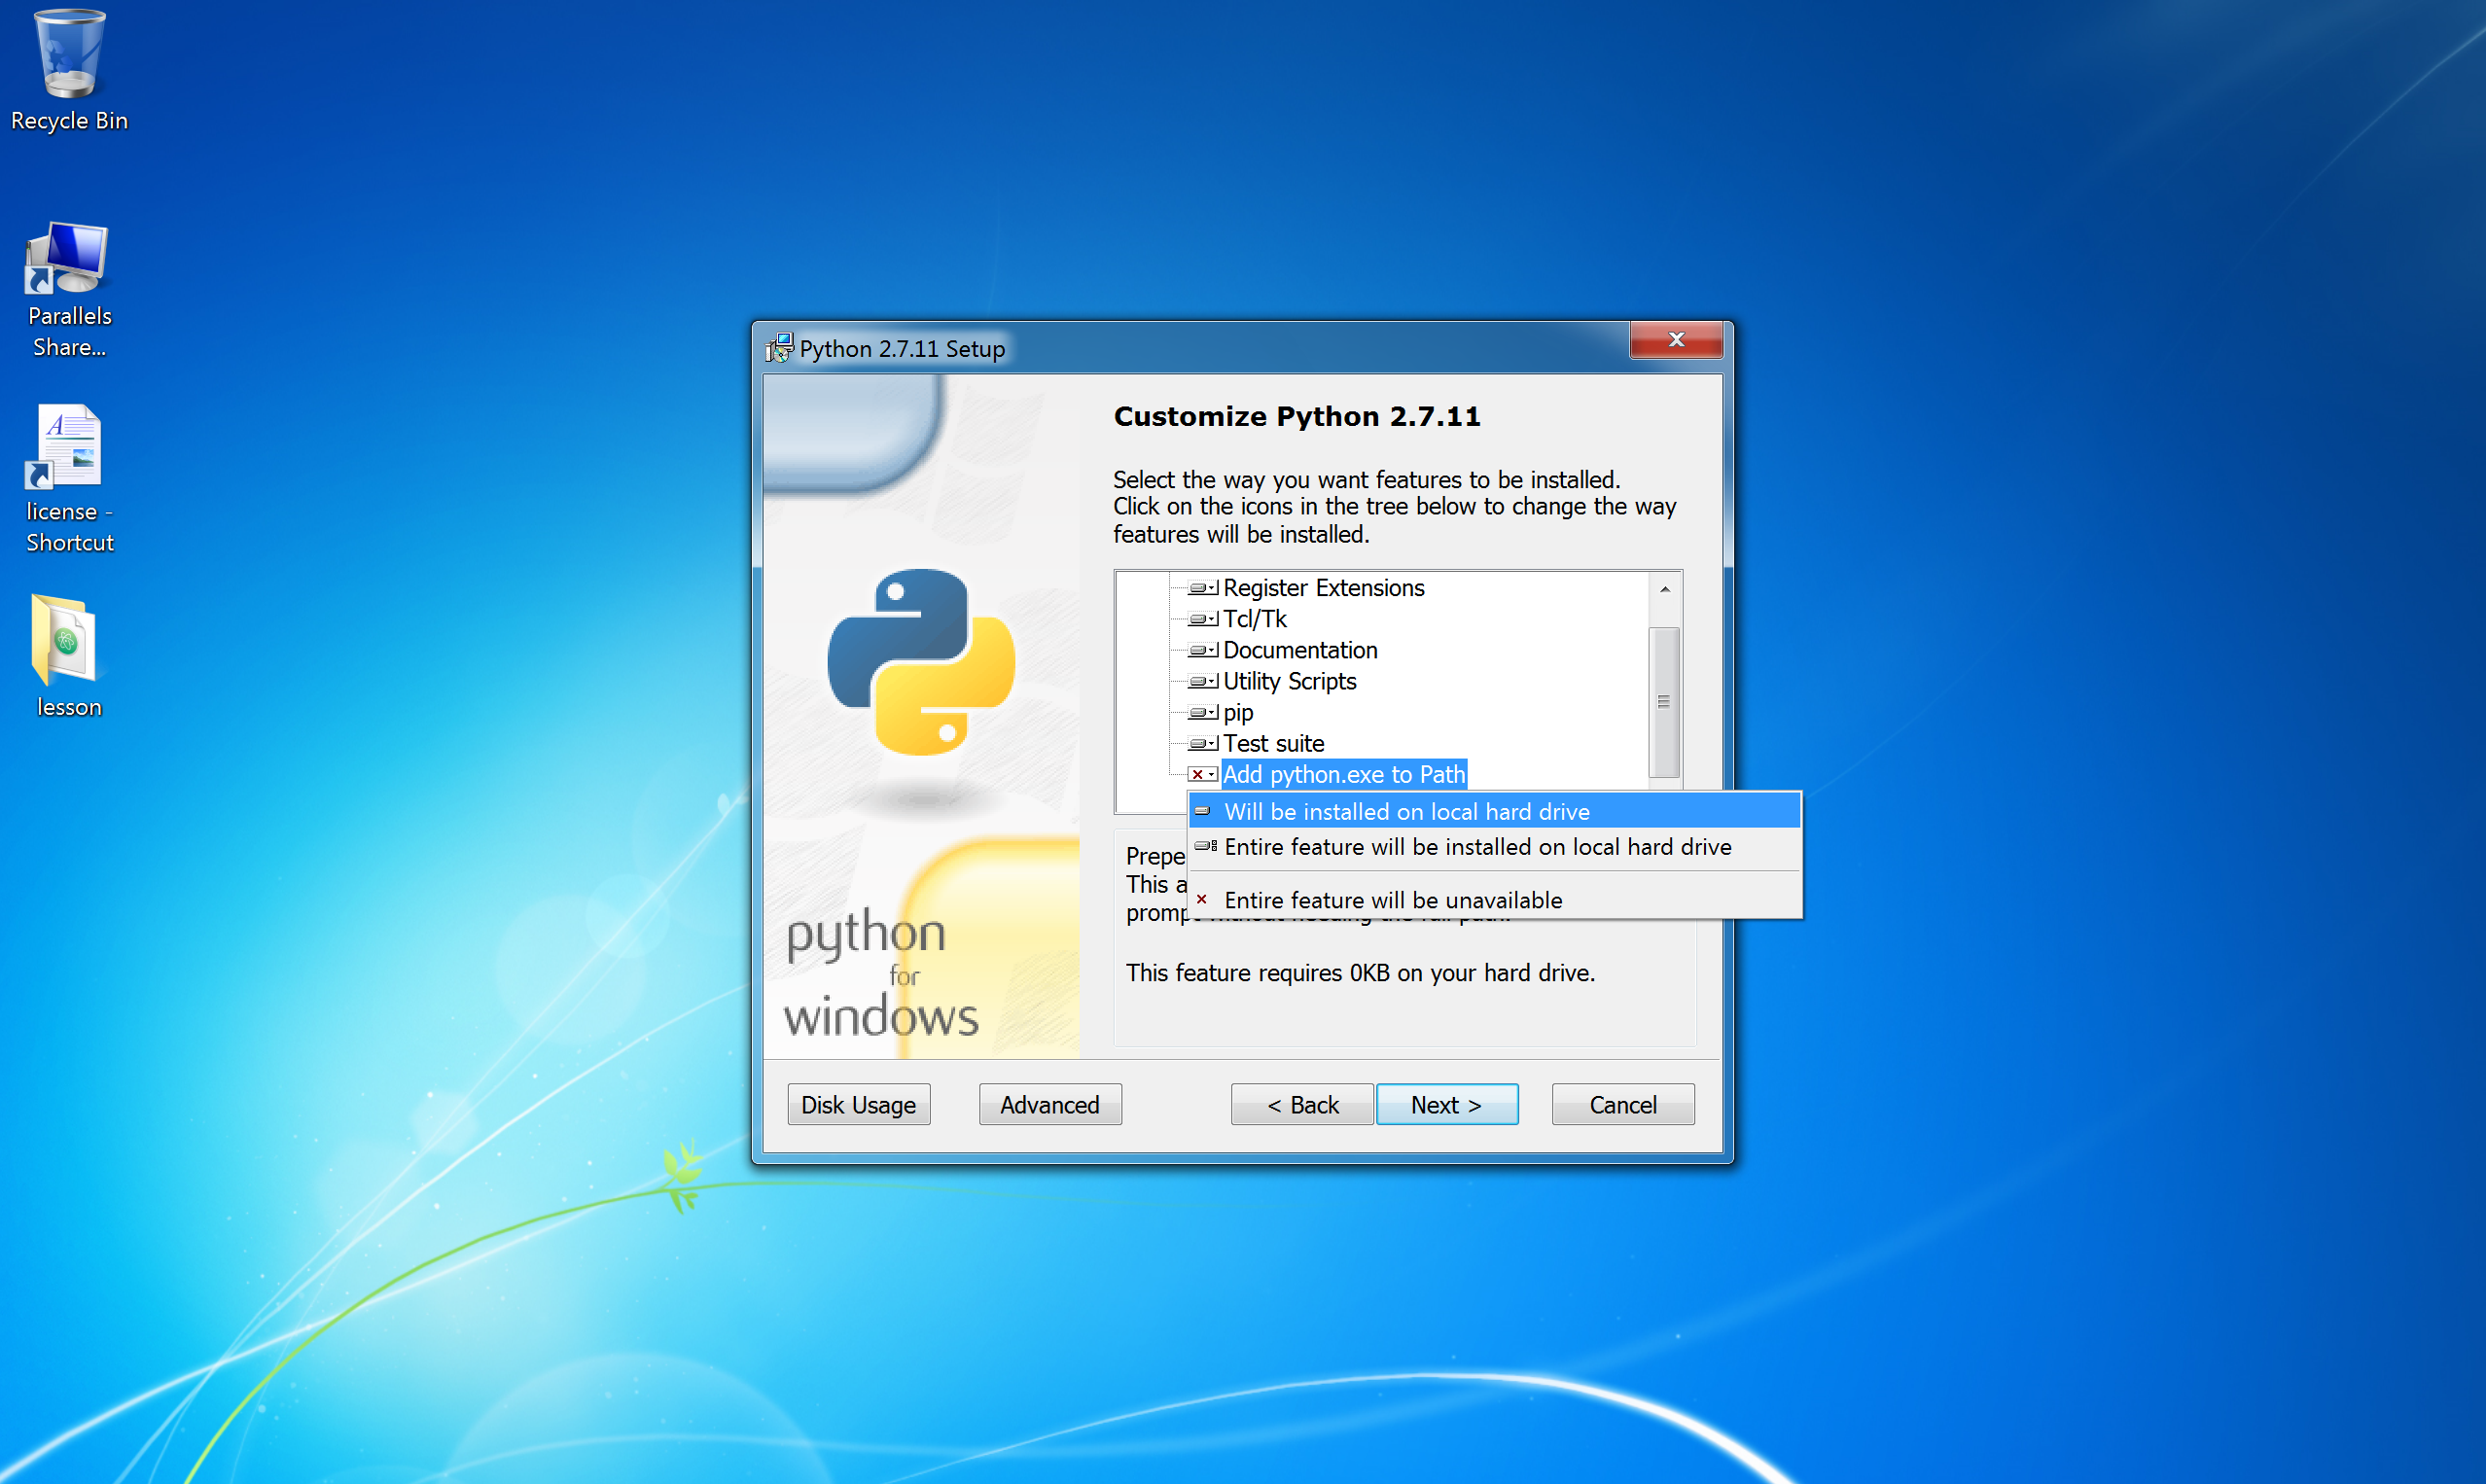 Recycle Bin
Parallels
Share...
license -
Shortcut
lesson
Python 2.7.11 Setup
Customize Python 2.7.11
Select the way you want features to be installed.
Click on the icons in the tree below to change the way
features will be installed.
Register Extensions
Tcl/Tk
Documentation
Utility Scripts
pip
Test suite
Add python.exe to Path
Will be installed on local hard drive
Entire feature will be installed on local hard drive
Entire feature will be unavailable
This
This feature requires 0KB on your hard drive.
python
for
windows
Disk Usage
Advanced
< Back
Next >
Cancel